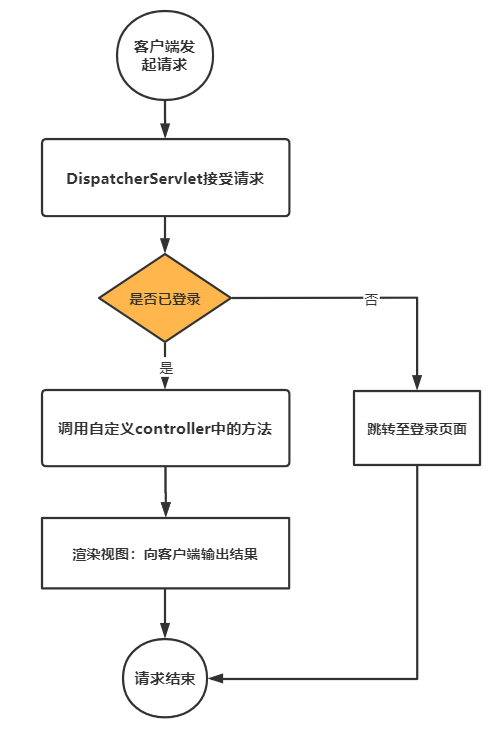 客户端发
起请求
DispatcherServlet接受请求
是否已登录
否
是
调用自定义controller中的方法
跳转至登录页面
渲染视图：向客户端输出结果
请求结束